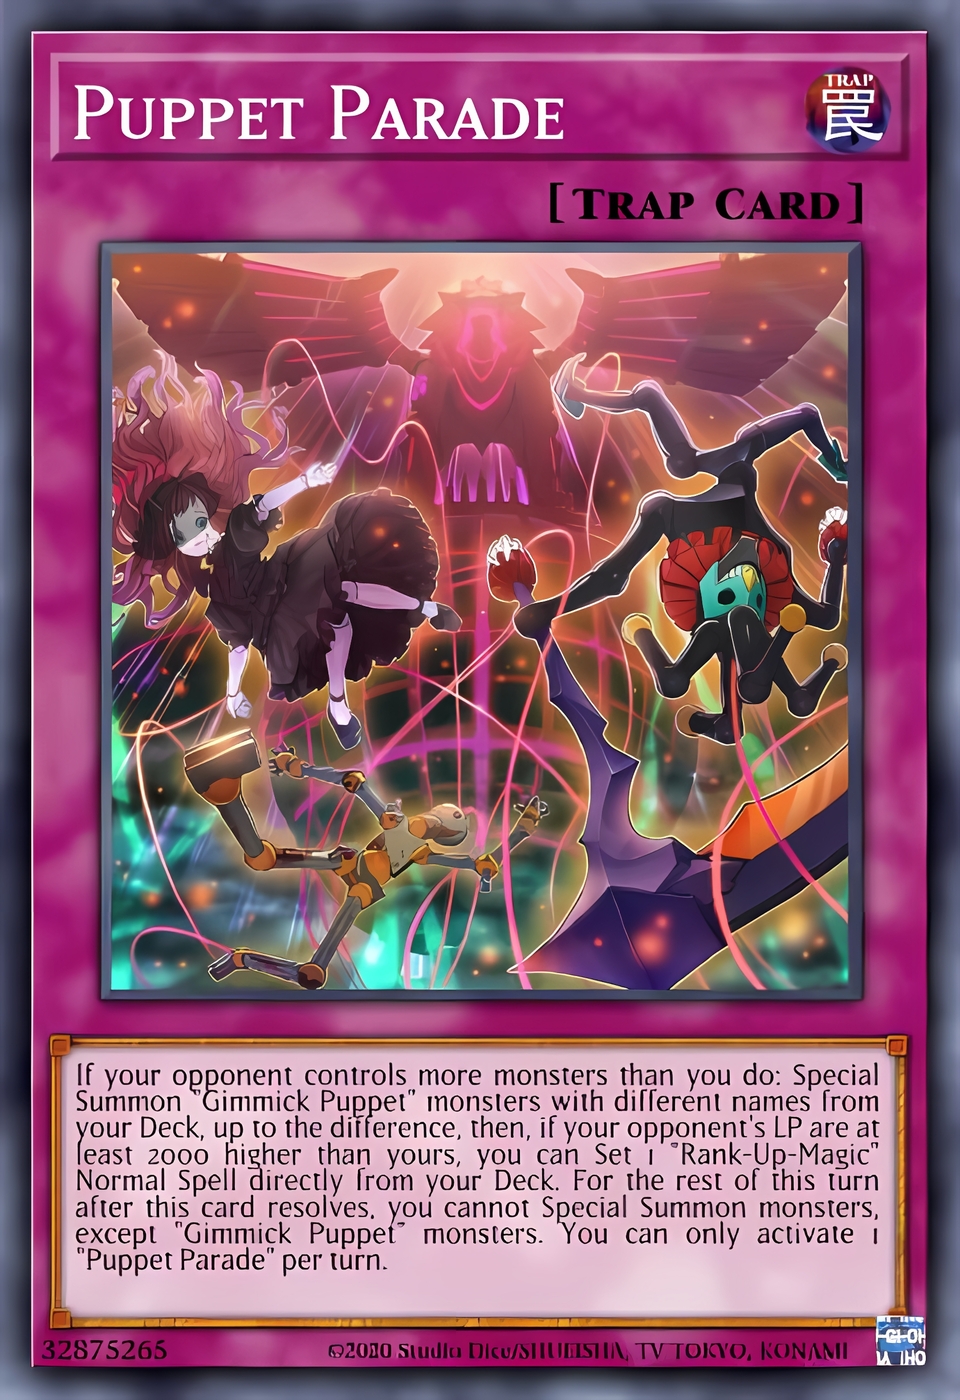 PUPPET PARADE
TRAP
罠
[TRAP CARD]
If your opponent controls more monsters than you do: Special
Summon "Gimmick Puppet" monsters with different names from
your Deck, up to the difference, then, if your opponent's LP are at
least 2000 higher than yours, you can Set 1 "Rank-Up-Magic"
Normal Spell directly from your Deck. For the rest of this turn
after this card resolves, you cannot Special Summon monsters,
except "Gimmick Puppet" monsters. You can only activate 1
"Puppet Parade" per turn.
32875265
©2020 Studio Dice/SHUEISHA, TV TOKYO, KONAMI